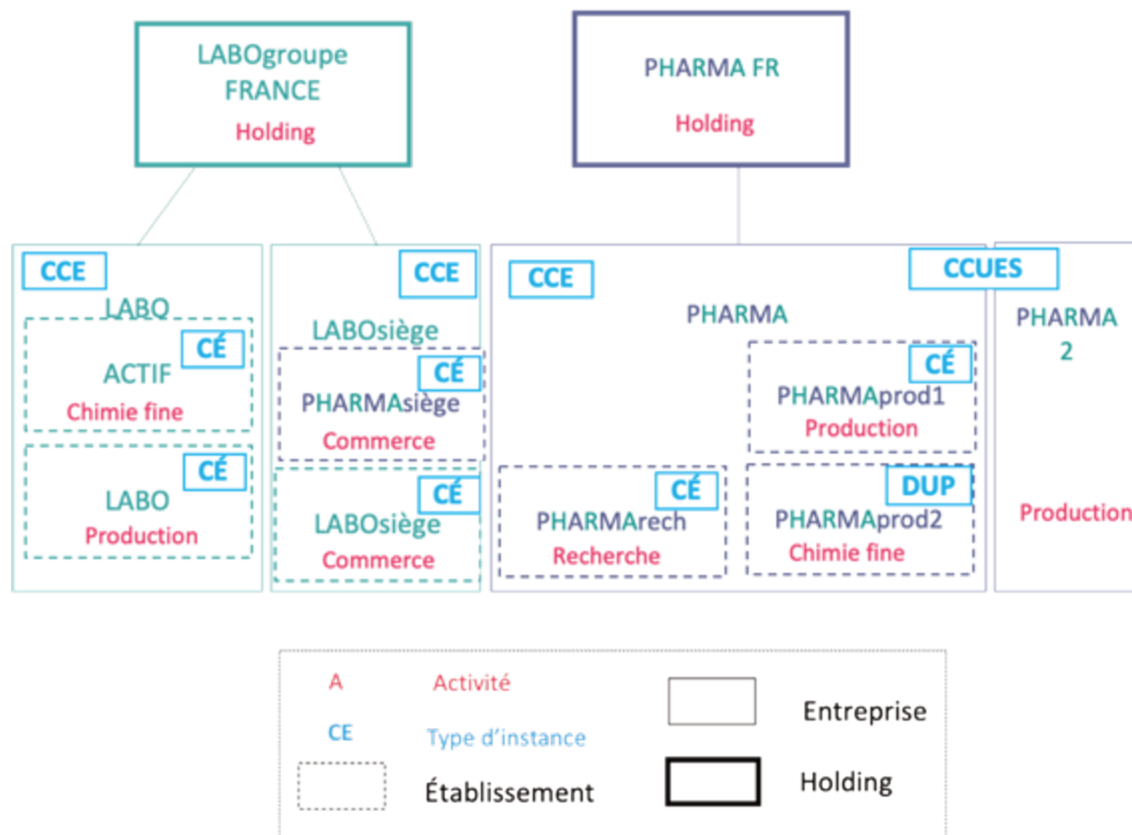 LABOgroupe
FRANCE
Holding
PHARMA FR
Holding
CCE
LABO
CÉ
ACTIF
Chimie fine
CÉ
LABO
Production
CCE
LABOsiège
CÉ
PHARMAsiège
Commerce
CÉ
LABOsiège
Commerce
CCE
CCUES
PHARMA
CÉ
PHARMAprod1
Production
CÉ
PHARMArech
Recherche
DUP
PHARMAprod2
Chimie fine
PHARMA
2
Production
A Activité
CE Type d'instance
Établissement
Entreprise
Holding